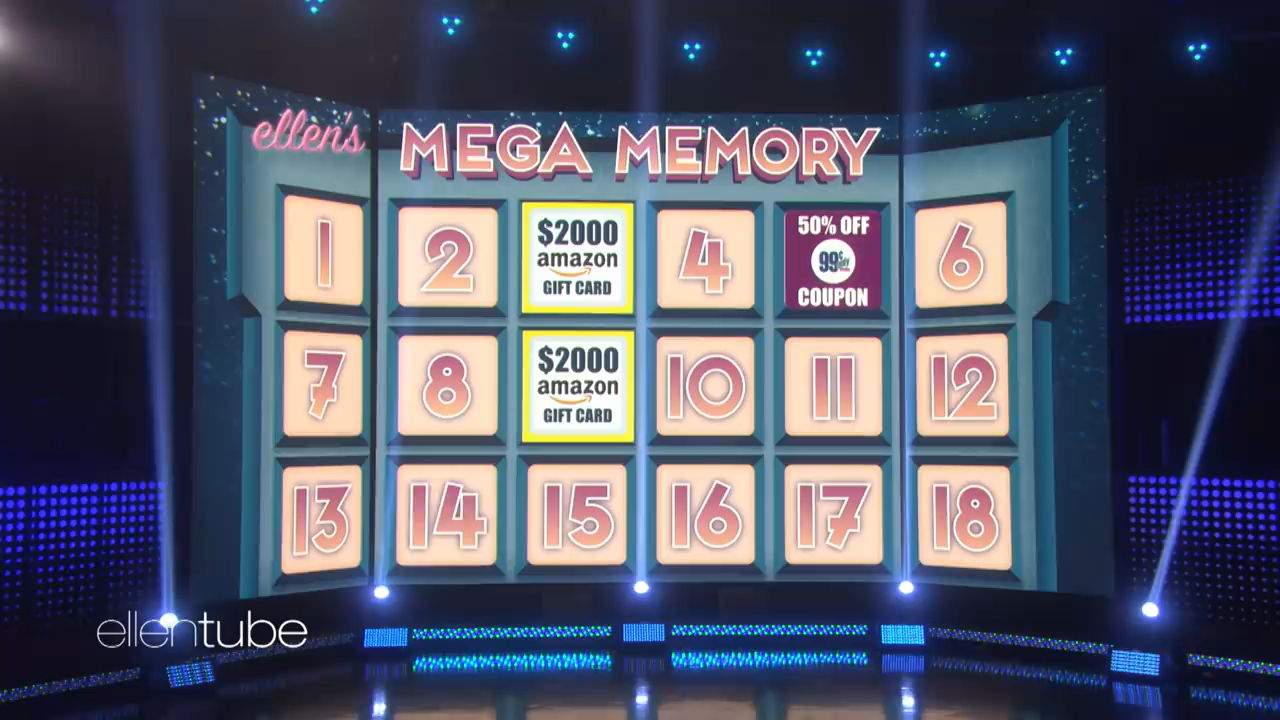 ellen's
MEGA MEMORY
1
2
$2000
amazon
GIFT CARD
4
50% OFF
99¢
COUPON
6
7
8
$2000
amazon
GIFT CARD
10
11
12
13
14
15
16
17
18
ellentube